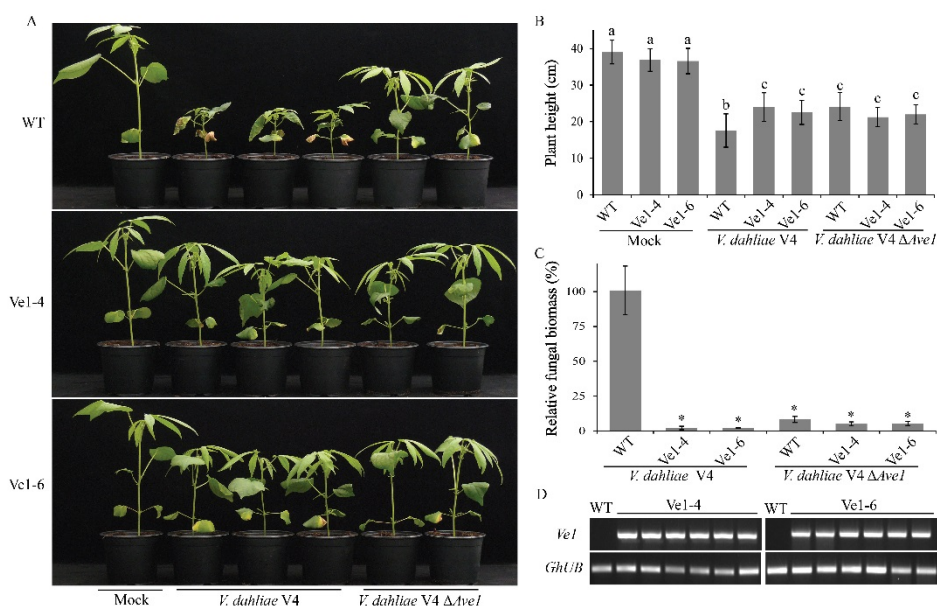 A
WT
Ve1-4
Ve1-6
Mock
V. dahliae V4
V. dahliae V4 ΔAve1
B
Plant height (cm)
40
30
20
10
0
a
a
a
b
c
c
c
c
c
WT
Ve1-4
Ve1-6
WT
Ve1-4
Ve1-6
WT
Ve1-4
Ve1-6
Mock
V. dahliae V4
V. dahliae V4 ΔAve1
C
Relative fungal biomass (%)
100
75
50
25
0
*
*
*
*
*
WT
Ve1-4
Ve1-6
WT
Ve1-4
Ve1-6
V. dahliae V4
V. dahliae V4 ΔAve1
D
WT
Ve1-4
WT
Ve1-6
Ve1
GhUB